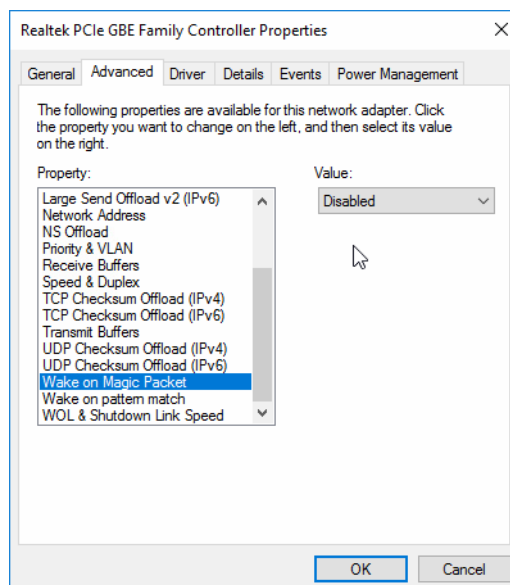 Realtek PCIe GBE Family Controller Properties
General Advanced Driver Details Events Power Management
The following properties are available for this network adapter. Click
the property you want to change on the left, and then select its value
on the right.
Property:
Value:
Large Send Offload v2 (IPv6)
Network Address
NS Offload
Priority & VLAN
Receive Buffers
Speed & Duplex
TCP Checksum Offload (IPv4)
TCP Checksum Offload (IPv6)
Transmit Buffers
UDP Checksum Offload (IPv4)
UDP Checksum Offload (IPv6)
Wake on Magic Packet
Wake on pattern match
WOL & Shutdown Link Speed
Disabled
OK Cancel